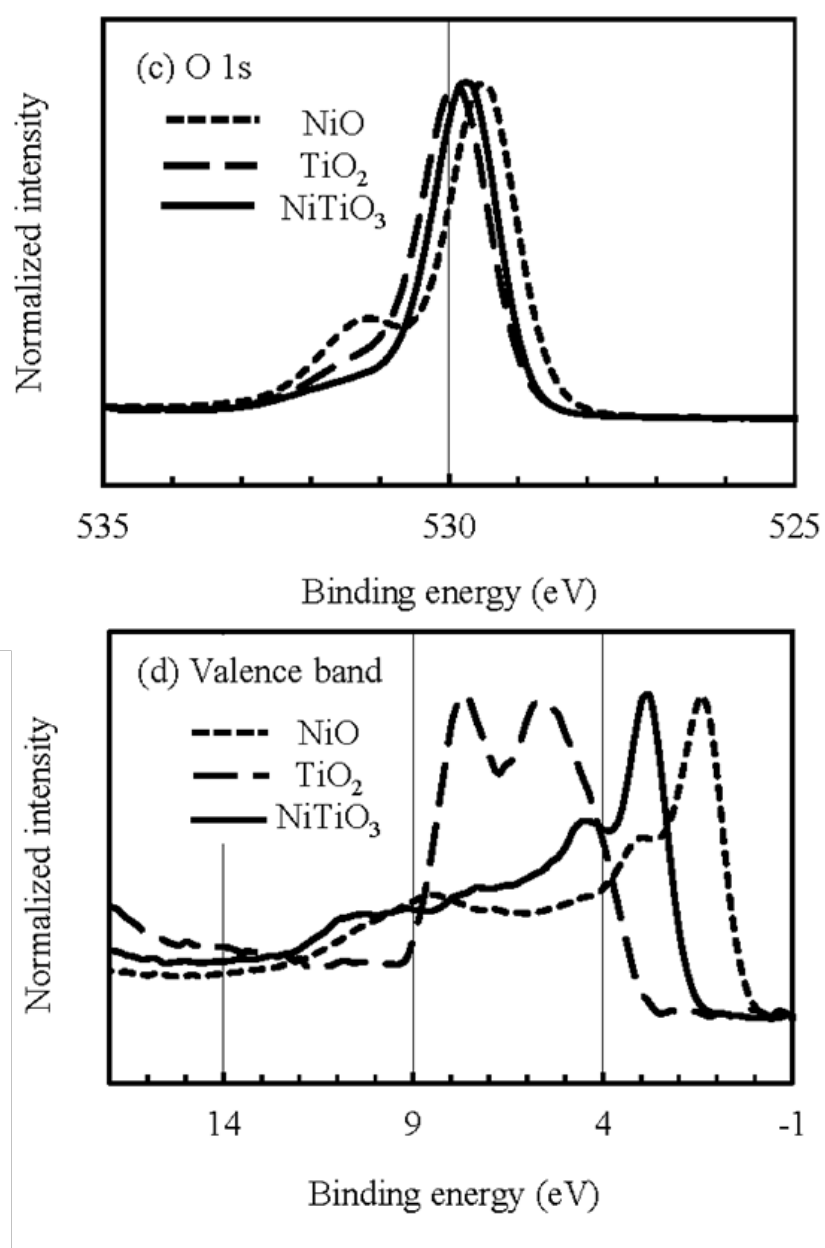 (c) O 1s
NiO
TiO₂
NiTiO₃
Normalized intensity
535 530 525
Binding energy (eV)
(d) Valence band
NiO
TiO₂
NiTiO₃
Normalized intensity
14 9 4 -1
Binding energy (eV)